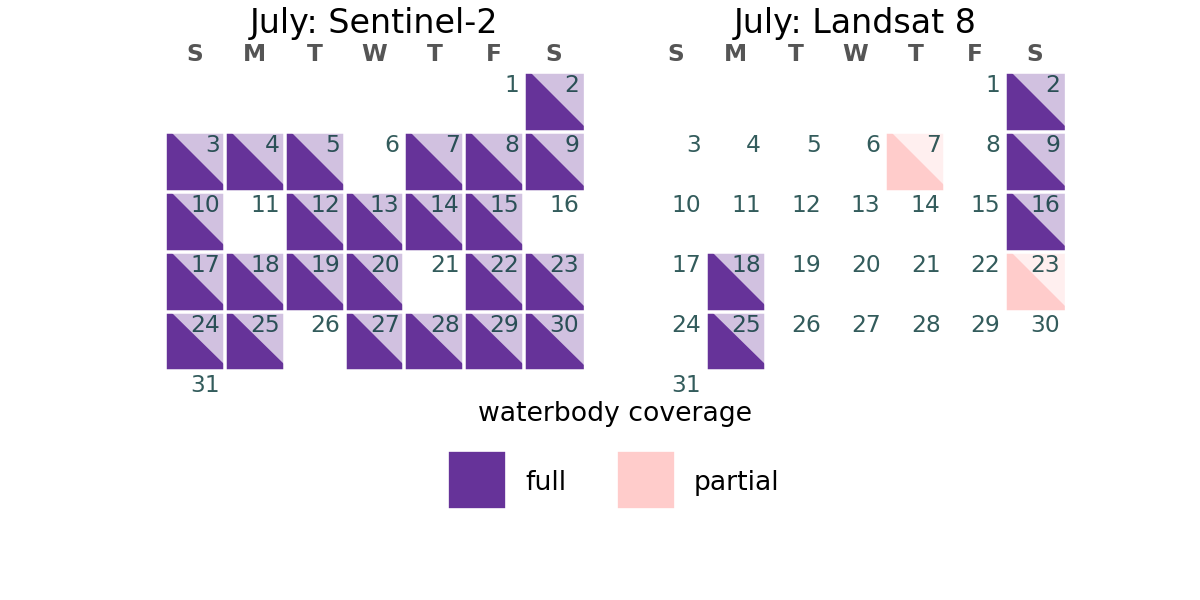 July: Sentinel-2
S M T W T F S
1 2
3 4 5 6 7 8 9
10 11 12 13 14 15 16
17 18 19 20 21 22 23
24 25 26 27 28 29 30
31
July: Landsat 8
S M T W T F S
1 2
3 4 5 6 7 8 9
10 11 12 13 14 15 16
17 18 19 20 21 22 23
24 25 26 27 28 29 30
31
waterbody coverage
full partial